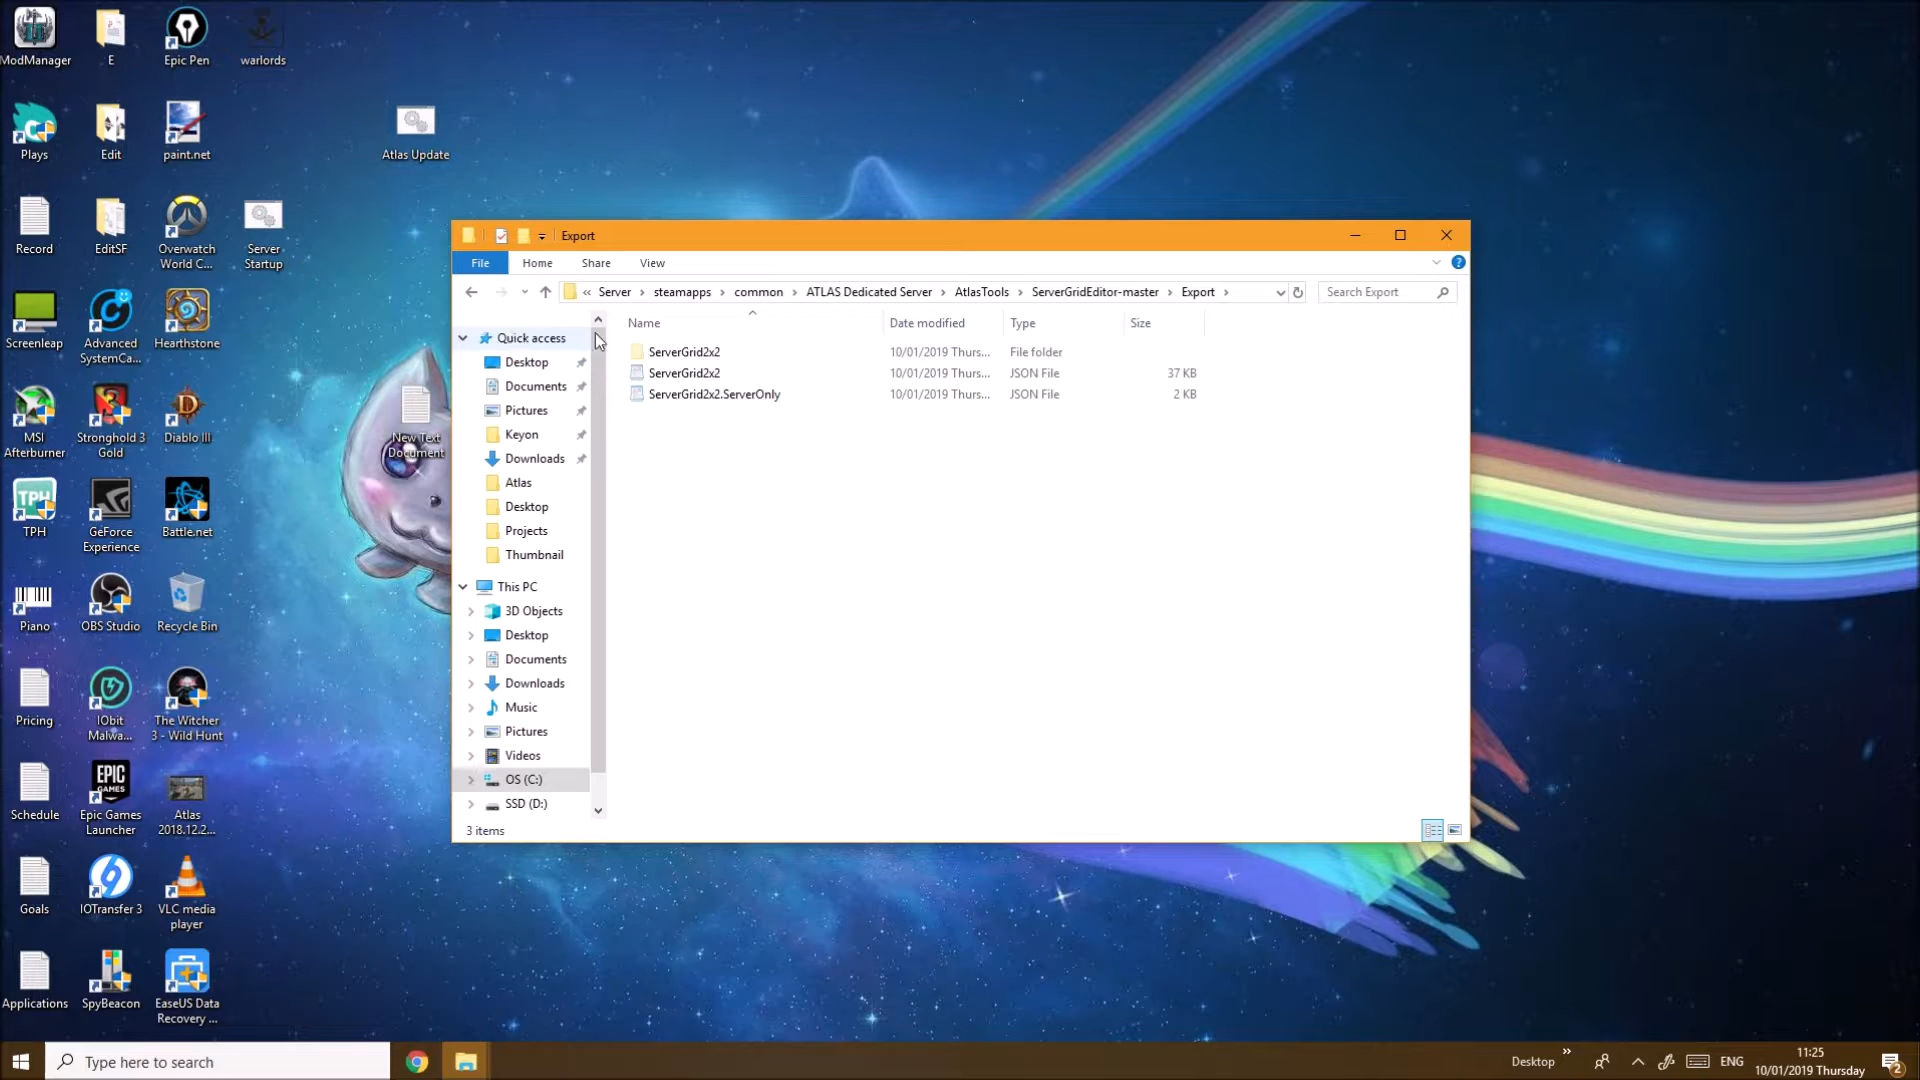 ModManager
E
Epic Pen
warlords
Plays
Edit
paint.net
Atlas Update
Record
EditSF
Overwatch
World C...
Server
Startup
Screenleap
Advanced
SystemCa...
Hearthstone
MSI
Afterburner
Stronghold 3
Gold
Diablo III
New Text
Document
TPH
TPH
GeForce
Experience
Battle.net
Piano
OBS Studio
Recycle Bin
Pricing
IObit
Malwa...
The Witcher
3 - Wild Hunt
Schedule
EPIC
GAMES
Epic Games
Launcher
Atlas
2018.12.2...
Goals
IOTransfer 3
VLC media
player
Applications
SpyBeacon
EaseUS Data
Recovery ...
Export
File Home Share View
« Server › steamapps › common › ATLAS Dedicated Server › AtlasTools › ServerGridEditor-master › Export ›
Search Export
Name Date modified Type Size
ServerGrid2x2 10/01/2019 Thurs... File folder
ServerGrid2x2 10/01/2019 Thurs... JSON File 37 KB
ServerGrid2x2.ServerOnly 10/01/2019 Thurs... JSON File 2 KB
Quick access
Desktop
Documents
Pictures
Keyon
Downloads
Atlas
Desktop
Projects
Thumbnail
This PC
3D Objects
Desktop
Documents
Downloads
Music
Pictures
Videos
OS (C:)
SSD (D:)
3 items
Type here to search
Desktop »
ENG
11:25
10/01/2019 Thursday
2